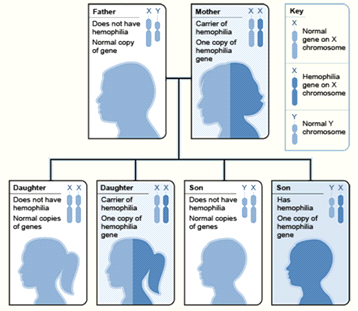 Father
X Y
Does not have
hemophilia
Normal copy
of gene
Mother
X X
Carrier of
hemophilia
One copy of
hemophilia
gene
Key
X
Normal
gene on X
chromosome
X
Hemophilia
gene on X
chromosome
Y
Normal Y
chromosome
Daughter
X X
Does not have
hemophilia
Normal copies
of genes
Daughter
X X
Carrier of
hemophilia
One copy of
hemophilia
gene
Son
Y X
Does not have
hemophilia
Normal copies
of genes
Son
Y X
Has
hemophilia
One copy of
hemophilia
gene